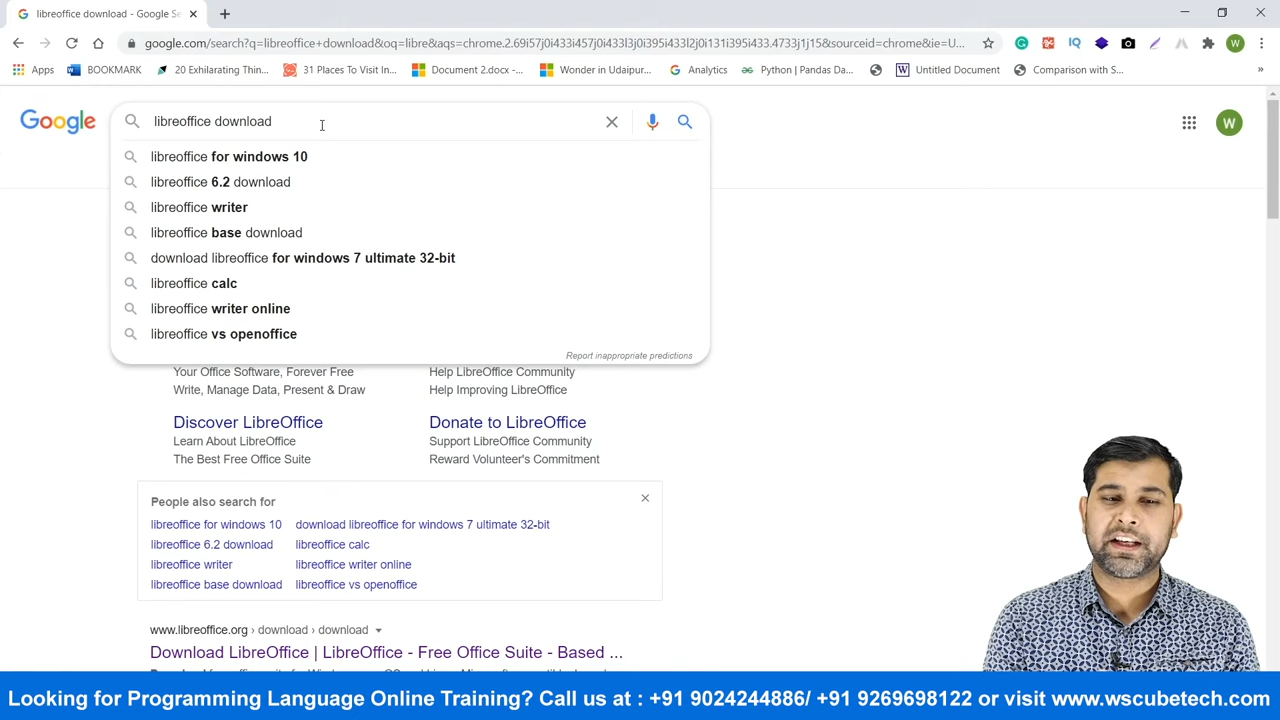 libreoffice download - Google Se
google.com/search?q=libreoffice+download&oq=libre&aqs=chrome.2.69i57j0i433i457j0i433l3j0i395i433l2j0i131i395i433.4733j1j15&sourceid=chrome&ie=U...
Apps BOOKMARK 20 Exhilarating Thin... 31 Places To Visit In... Document 2.docx -... Wonder in Udaipur... Analytics Python | Pandas Da... Untitled Document Comparison with S... »
Google
libreoffice download
W
libreoffice for windows 10
libreoffice 6.2 download
libreoffice writer
libreoffice base download
download libreoffice for windows 7 ultimate 32-bit
libreoffice calc
libreoffice writer online
libreoffice vs openoffice
Report inappropriate predictions
Your Office Software, Forever Free
Write, Manage Data, Present & Draw
Help LibreOffice Community
Help Improving LibreOffice
Discover LibreOffice
Learn About LibreOffice
The Best Free Office Suite
Donate to LibreOffice
Support LibreOffice Community
Reward Volunteer's Commitment
People also search for
libreoffice for windows 10 download libreoffice for windows 7 ultimate 32-bit
libreoffice 6.2 download libreoffice calc
libreoffice writer libreoffice writer online
libreoffice base download libreoffice vs openoffice
www.libreoffice.org › download › download
Download LibreOffice | LibreOffice - Free Office Suite - Based ...
Looking for Programming Language Online Training? Call us at : +91 9024244886/ +91 9269698122 or visit www.wscubetech.com